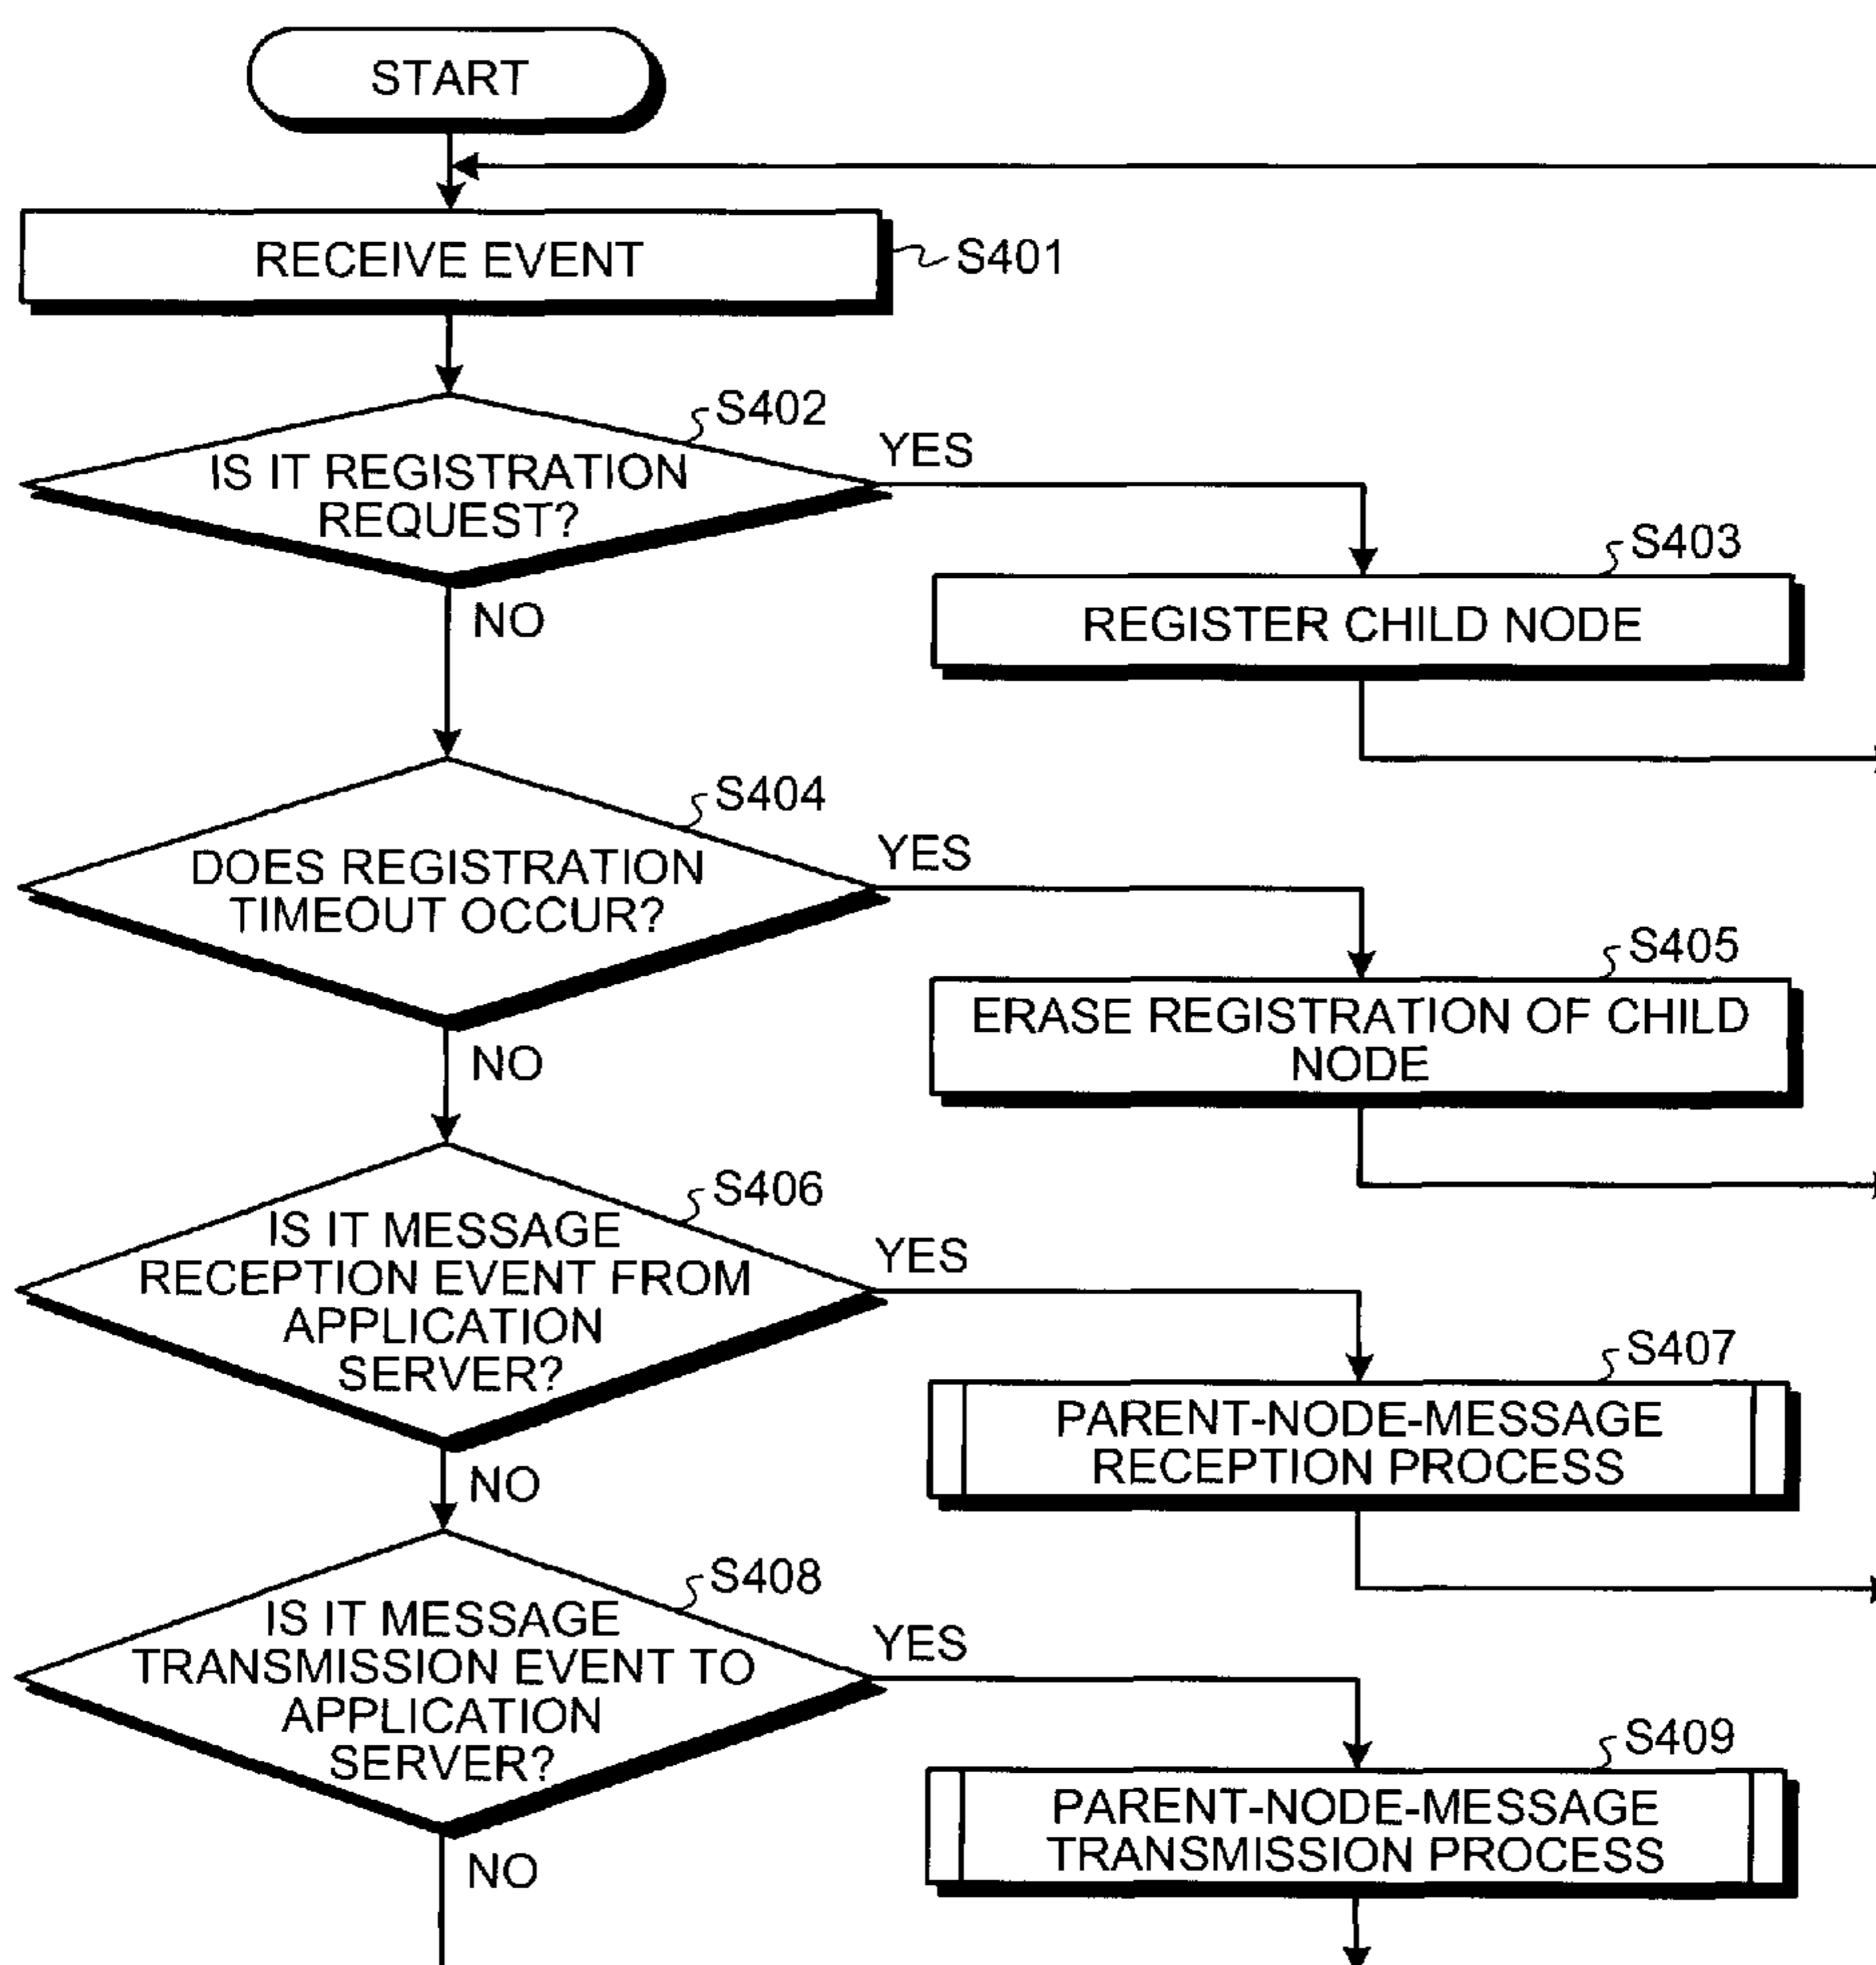 START
RECEIVE EVENT
S401
S402
IS IT REGISTRATION
REQUEST?
YES
NO
S403
REGISTER CHILD NODE
S404
DOES REGISTRATION
TIMEOUT OCCUR?
YES
NO
S405
ERASE REGISTRATION OF CHILD
NODE
S406
IS IT MESSAGE
RECEPTION EVENT FROM
APPLICATION
SERVER?
YES
NO
S407
PARENT-NODE-MESSAGE
RECEPTION PROCESS
S408
IS IT MESSAGE
TRANSMISSION EVENT TO
APPLICATION
SERVER?
YES
NO
S409
PARENT-NODE-MESSAGE
TRANSMISSION PROCESS